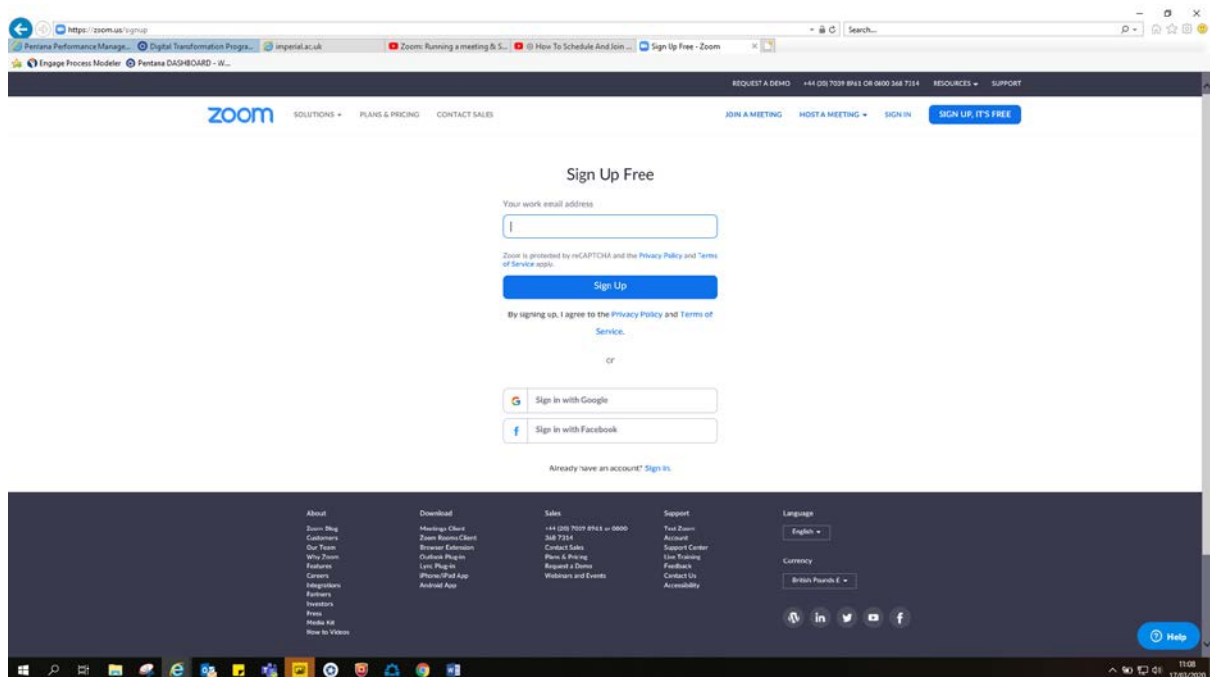 https://zoom.us/signup
Search...
Pentana Performance Manage... Digital Transformation Progra... imperial.ac.uk Zoom: Running a meeting & S... How To Schedule And Join ... Sign Up Free - Zoom
Engage Process Modeler Pentana DASHBOARD - W...
REQUEST A DEMO +44 (20) 7039 8961 OR 0800 368 7314 RESOURCES SUPPORT
zoom SOLUTIONS PLANS & PRICING CONTACT SALES JOIN A MEETING HOST A MEETING SIGN IN SIGN UP, IT'S FREE
Sign Up Free
Your work email address
Zoom is protected by reCAPTCHA and the Privacy Policy and Terms
of Service apply.
Sign Up
By signing up, I agree to the Privacy Policy and Terms of
Service.
or
Sign in with Google
Sign in with Facebook
Already have an account? Sign in.
About
Zoom Blog
Customers
Our Team
Why Zoom
Features
Careers
Integrations
Partners
Investors
Press
Media Kit
How to Videos
Download
Meetings Client
Zoom Rooms Client
Browser Extension
Outlook Plug-in
Lync Plug-in
iPhone/iPad App
Android App
Sales
+44 (20) 7039 8961 or 0800
368 7314
Contact Sales
Plans & Pricing
Request a Demo
Webinars and Events
Support
Test Zoom
Account
Support Center
Live Training
Feedback
Contact Us
Accessibility
Language
English
Currency
British Pounds £
Help
11:08
17/03/2020